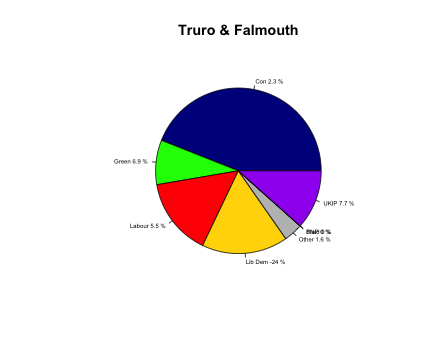 Truro & Falmouth
Con 2.3 %
Green 6.9 %
UKIP 7.7 %
Other 1.6 %
Labour 5.5 %
Lib Dem -24 %